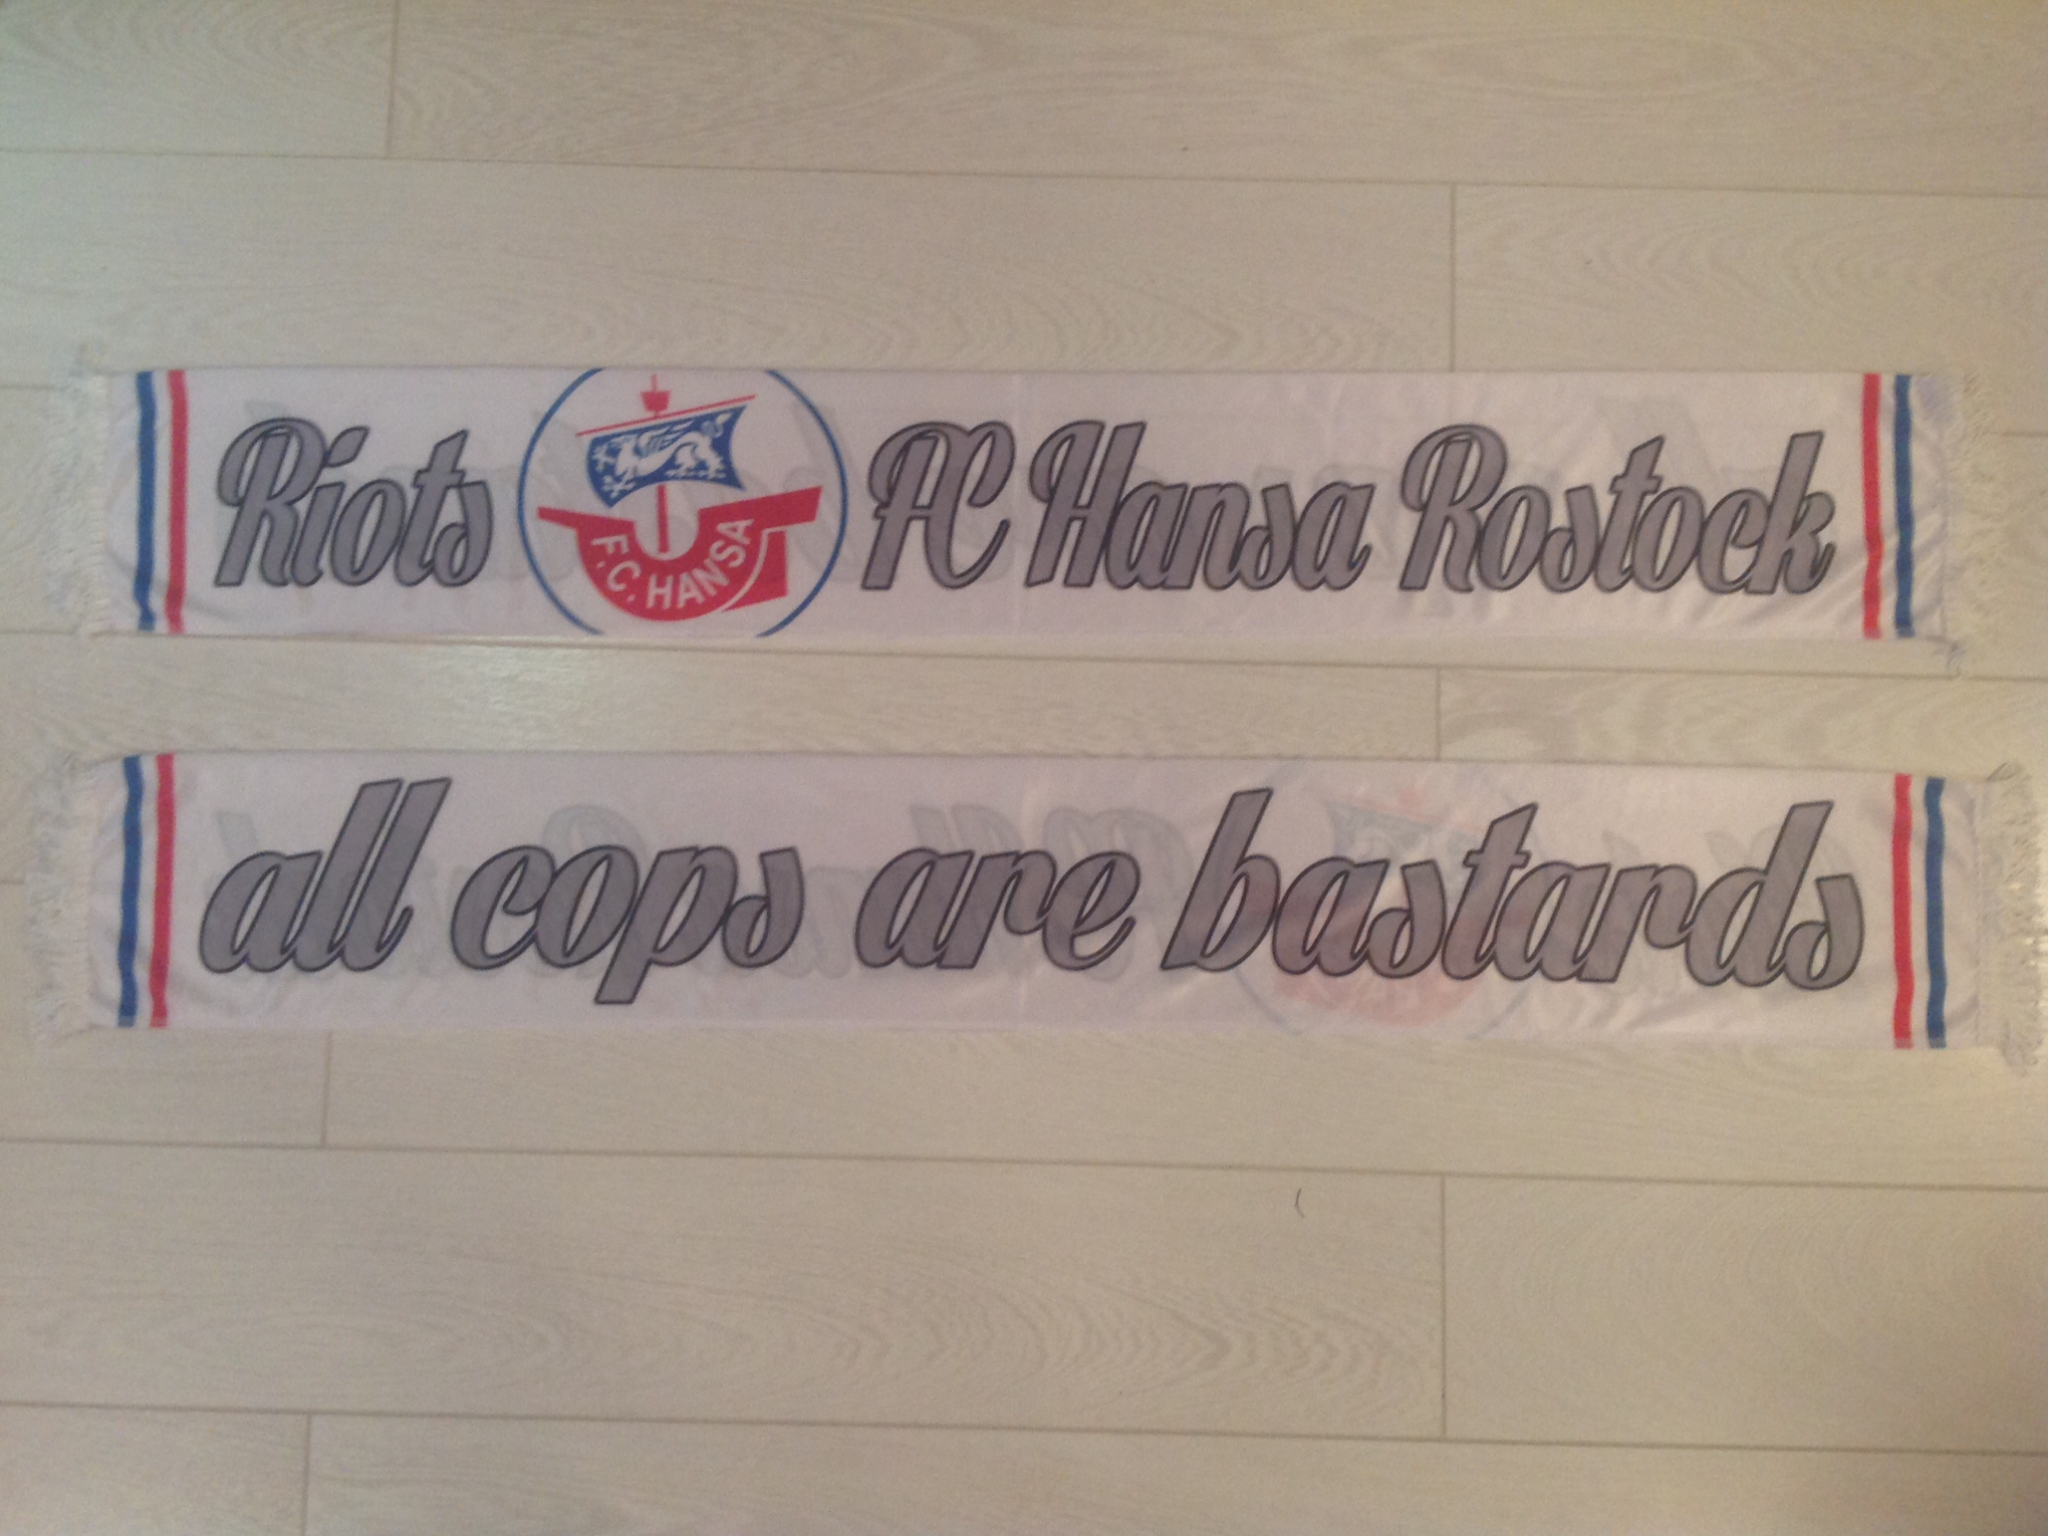 Riots F.C. HANSA FC Hansa Rostock
all cops are bastards